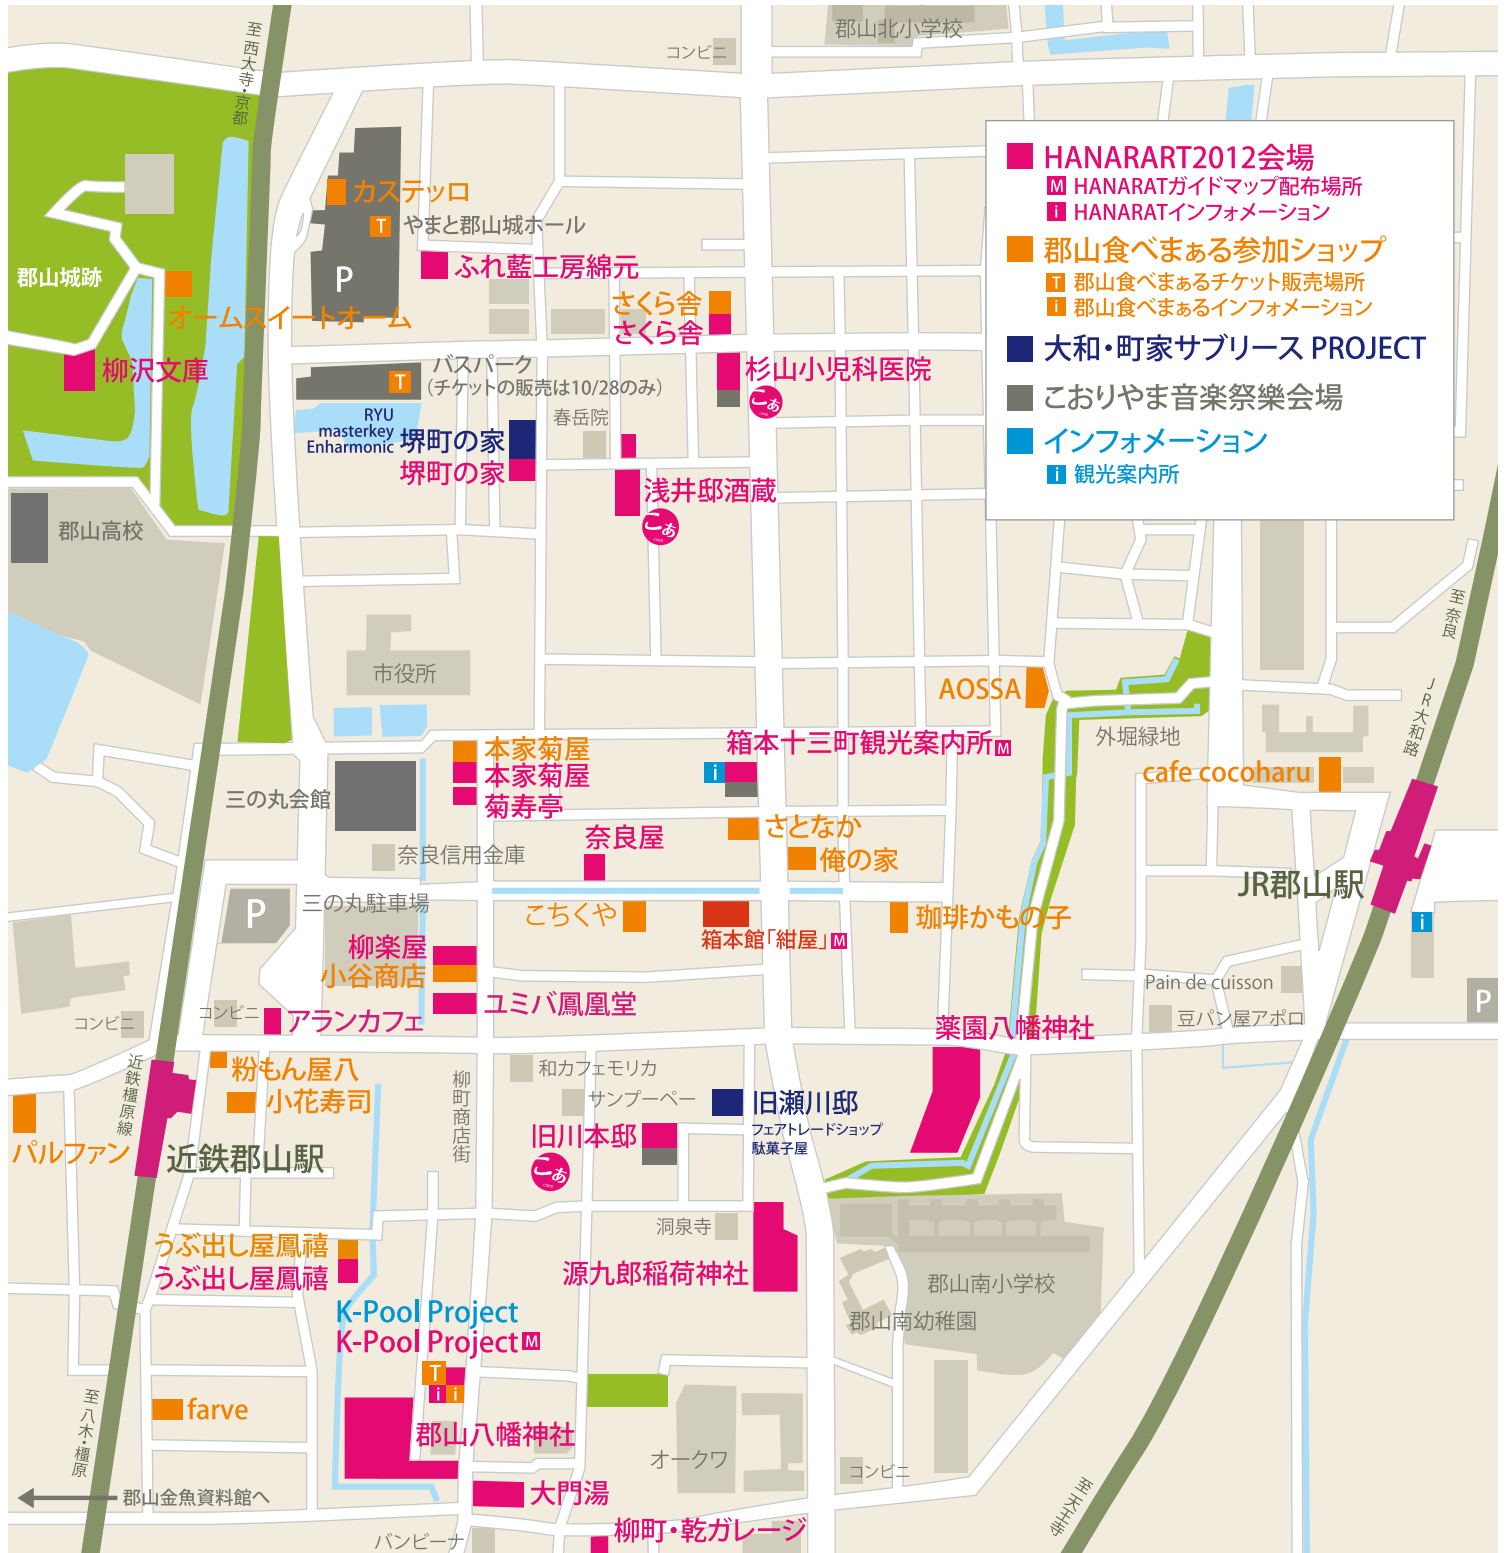 至 西大寺・京都
コンビニ
郡山北小学校
HANARART2012会場
M HANARATガイドマップ配布場所
i HANARATインフォメーション
郡山食べまぁる参加ショップ
T 郡山食べまぁるチケット販売場所
i 郡山食べまぁるインフォメーション
大和・町家サブリース PROJECT
こおりやま音楽祭樂会場
インフォメーション
i 観光案内所
カステッロ
T やまと郡山城ホール
P
郡山城跡
オームスイートオーム
ふれ藍工房綿元
さくら舎
さくら舎
柳沢文庫
バスパーク
T (チケットの販売は10/28のみ)
杉山小児科医院
こあ
RYU
masterkey
Enharmonic
堺町の家
堺町の家
春岳院
浅井邸酒蔵
こあ
郡山高校
至 奈良
JR大和路
市役所
AOSSA
外堀緑地
本家菊屋
本家菊屋
菊寿亭
箱本十三町観光案内所 M
i
cafe cocoharu
三の丸会館
奈良信用金庫
奈良屋
さとなか
俺の家
JR郡山駅
i
P
三の丸駐車場
こちくや
箱本館「紺屋」 M
珈琲かもの子
柳楽屋
小谷商店
ユミバ鳳凰堂
Pain de cuisson
P
豆パン屋アポロ
コンビニ
コンビニ
アランカフェ
薬園八幡神社
近鉄橿原線
粉もん屋八
小花寿司
パルファン
近鉄郡山駅
柳町商店街
和カフェモリカ
サンプーペー
旧瀬川邸
フェアトレードショップ
駄菓子屋
旧川本邸
こあ
洞泉寺
源九郎稲荷神社
うぶ出し屋鳳禧
うぶ出し屋鳳禧
郡山南小学校
郡山南幼稚園
K-Pool Project
K-Pool Project M
T
i i
farve
郡山八幡神社
オークワ
コンビニ
至 八木・橿原
郡山金魚資料館へ
大門湯
バンビーナ
柳町・乾ガレージ
至 天王寺